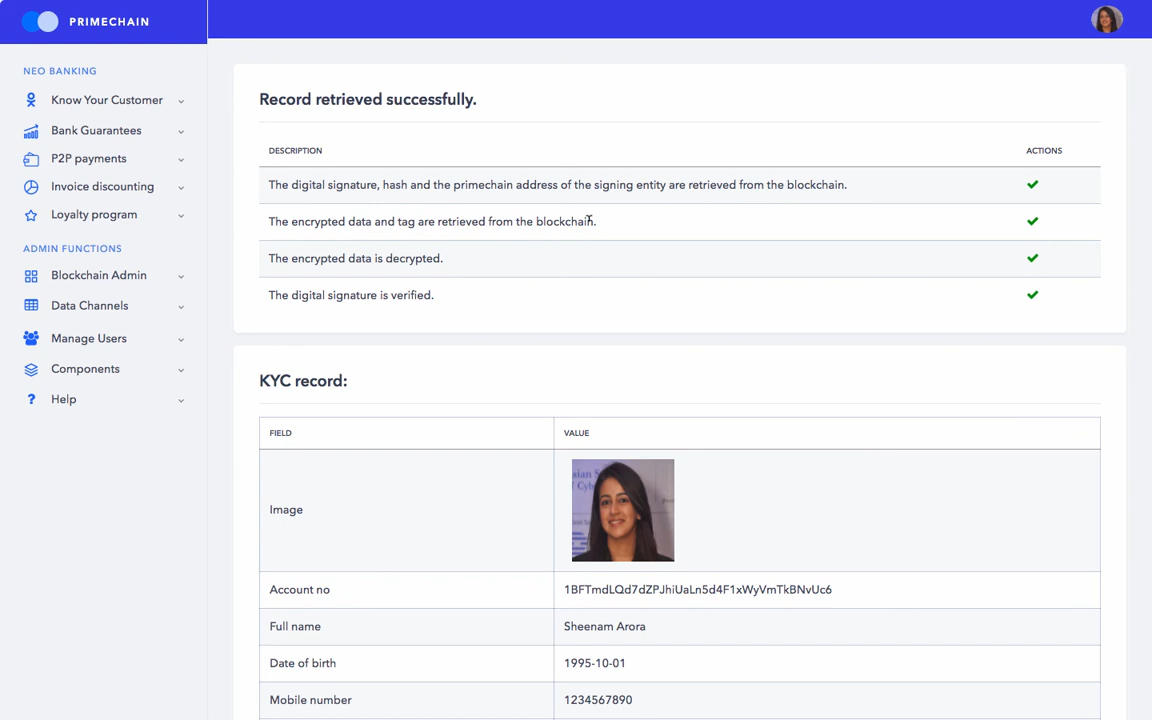 PRIMECHAIN
NEO BANKING
Know Your Customer
Bank Guarantees
P2P payments
Invoice discounting
Loyalty program
ADMIN FUNCTIONS
Blockchain Admin
Data Channels
Manage Users
Components
? Help
Record retrieved successfully.
DESCRIPTION ACTIONS
The digital signature, hash and the primechain address of the signing entity are retrieved from the blockchain.
The encrypted data and tag are retrieved from the blockchain.
The encrypted data is decrypted.
The digital signature is verified.
KYC record:
FIELD VALUE
Image
Account no 1BFTmdLQd7dZPJhiUaLn5d4F1xWyVmTkBNvUc6
Full name Sheenam Arora
Date of birth 1995-10-01
Mobile number 1234567890